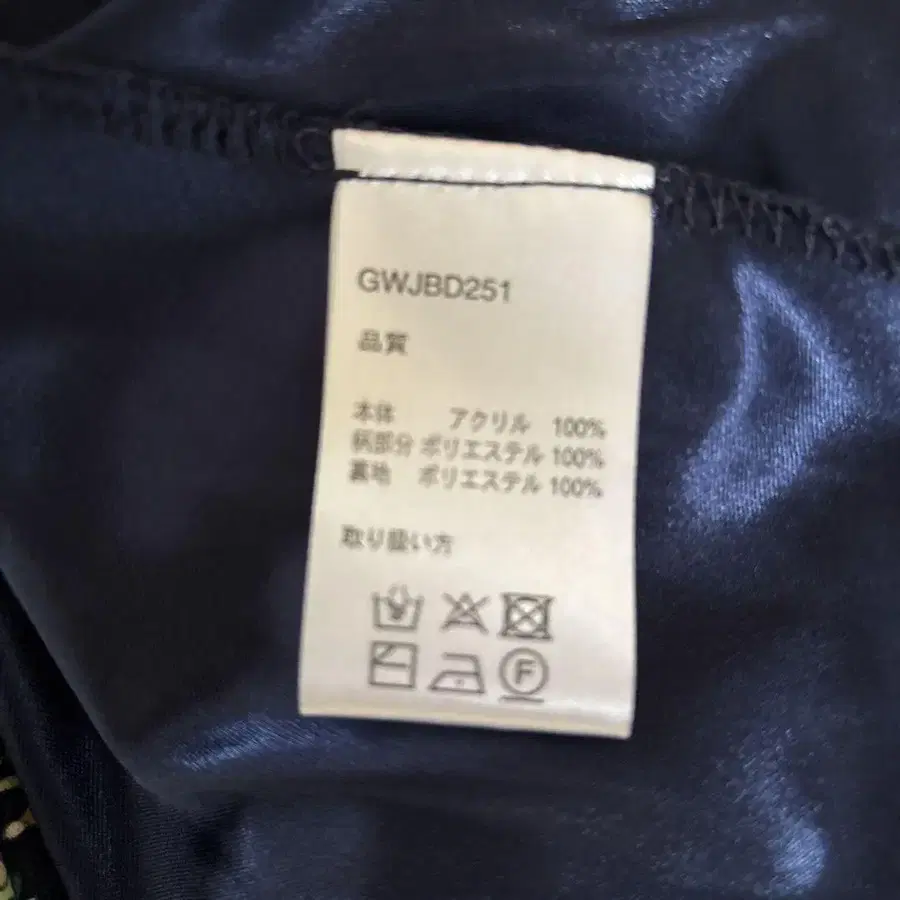 GWJBD251
品質
本体 アクリル 100%
柄部分 ポリエステル 100%
裏地 ポリエステル 100%
取り扱い方
F